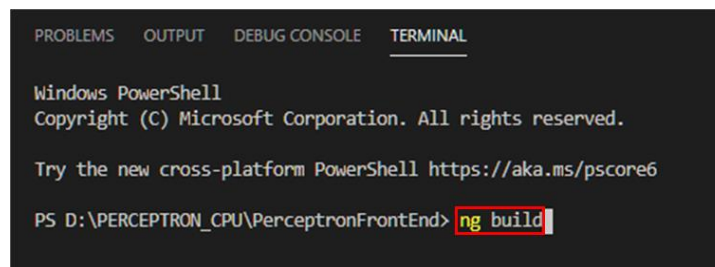 PROBLEMS OUTPUT DEBUG CONSOLE TERMINAL
Windows PowerShell
Copyright (C) Microsoft Corporation. All rights reserved.
Try the new cross-platform PowerShell https://aka.ms/pscore6
PS D:\PERCEPTRON_CPU\PerceptronFrontEnd> ng build